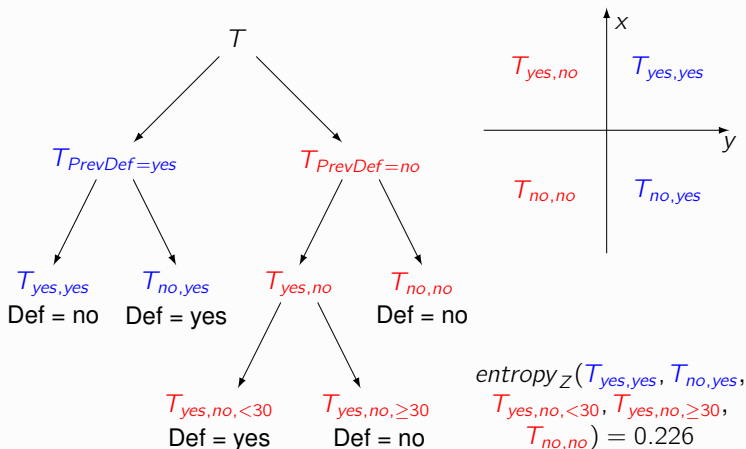 T
x
T_{yes,no} T_{yes,yes}
y
T_{PrevDef=yes} T_{PrevDef=no}
T_{no,no} T_{no,yes}
T_{yes,yes} T_{no,yes} T_{yes,no} T_{no,no}
Def = no Def = yes Def = no
entropy_Z(T_{yes,yes}, T_{no,yes},
T_{yes,no,<30} T_{yes,no,≥30} T_{yes,no,<30}, T_{yes,no,≥30},
Def = yes Def = no T_{no,no}) = 0.226